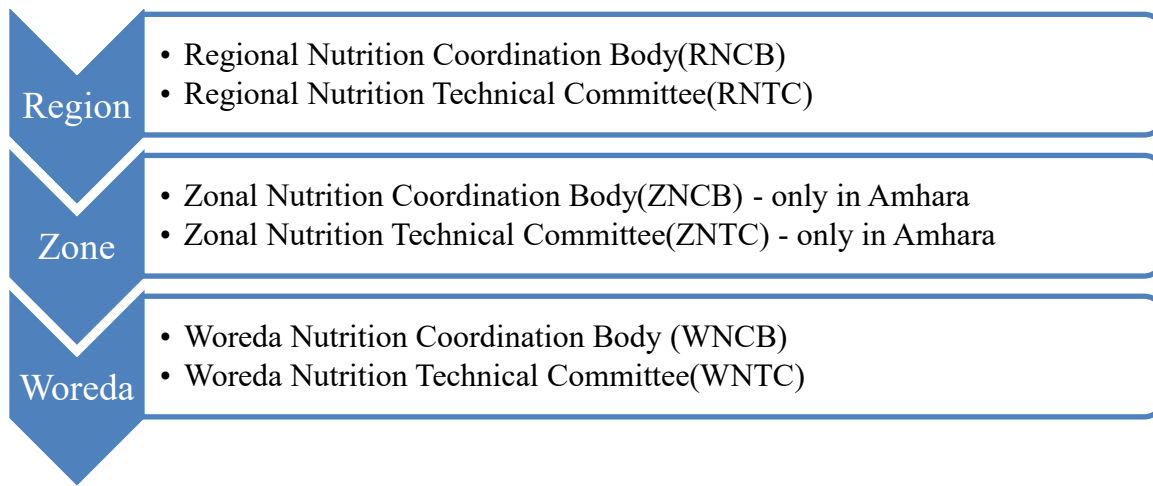 Region
• Regional Nutrition Coordination Body(RNCB)
• Regional Nutrition Technical Committee(RNTC)
Zone
• Zonal Nutrition Coordination Body(ZNCB) - only in Amhara
• Zonal Nutrition Technical Committee(ZNTC) - only in Amhara
Woreda
• Woreda Nutrition Coordination Body (WNCB)
• Woreda Nutrition Technical Committee(WNTC)